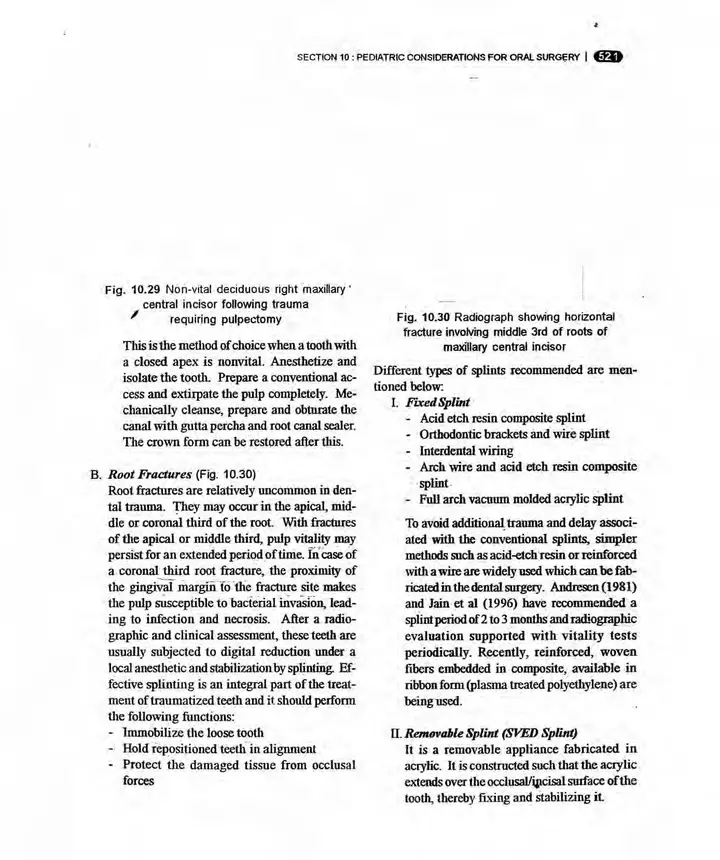 SECTION 10 : PEDIATRIC CONSIDERATIONS FOR ORAL SURGERY | 521
Fig. 10.29 Non-vital deciduous right maxillary
central incisor following trauma
requiring pulpectomy
This is the method of choice when a tooth with
a closed apex is nonvital. Anesthetize and
isolate the tooth. Prepare a conventional ac-
cess and extirpate the pulp completely. Me-
chanically cleanse, prepare and obturate the
canal with gutta percha and root canal sealer.
The crown form can be restored after this.
B. Root Fractures (Fig. 10.30)
Root fractures are relatively uncommon in den-
tal trauma. They may occur in the apical, mid-
dle or coronal third of the root. With fractures
of the apical or middle third, pulp vitality may
persist for an extended period of time. In case of
a coronal third root fracture, the proximity of
the gingival margin to the fracture site makes
the pulp susceptible to bacterial invasion, lead-
ing to infection and necrosis. After a radio-
graphic and clinical assessment, these teeth are
usually subjected to digital reduction under a
local anesthetic and stabilization by splinting. Ef-
fective splinting is an integral part of the treat-
ment of traumatized teeth and it should perform
the following functions:
- Immobilize the loose tooth
- Hold repositioned teeth in alignment
- Protect the damaged tissue from occlusal
forces
Fig. 10.30 Radiograph showing horizontal
fracture involving middle 3rd of roots of
maxillary central incisor
Different types of splints recommended are men-
tioned below:
I. Fixed Splint
- Acid etch resin composite splint
- Orthodontic brackets and wire splint
- Interdental wiring
- Arch wire and acid etch resin composite
splint
- Full arch vacuum molded acrylic splint
To avoid additional trauma and delay associ-
ated with the conventional splints, simpler
methods such as acid-etch resin or reinforced
with a wire are widely used which can be fab-
ricated in the dental surgery. Andresen (1981)
and Jain et al (1996) have recommended a
splint period of 2 to 3 months and radiographic
evaluation supported with vitality tests
periodically. Recently, reinforced, woven
fibers embedded in composite, available in
ribbon form (plasma treated polyethylene) are
being used.
II. Removable Splint (SVED Splint)
It is a removable appliance fabricated in
acrylic. It is constructed such that the acrylic
extends over the occlusal/incisal surface of the
tooth, thereby fixing and stabilizing it.